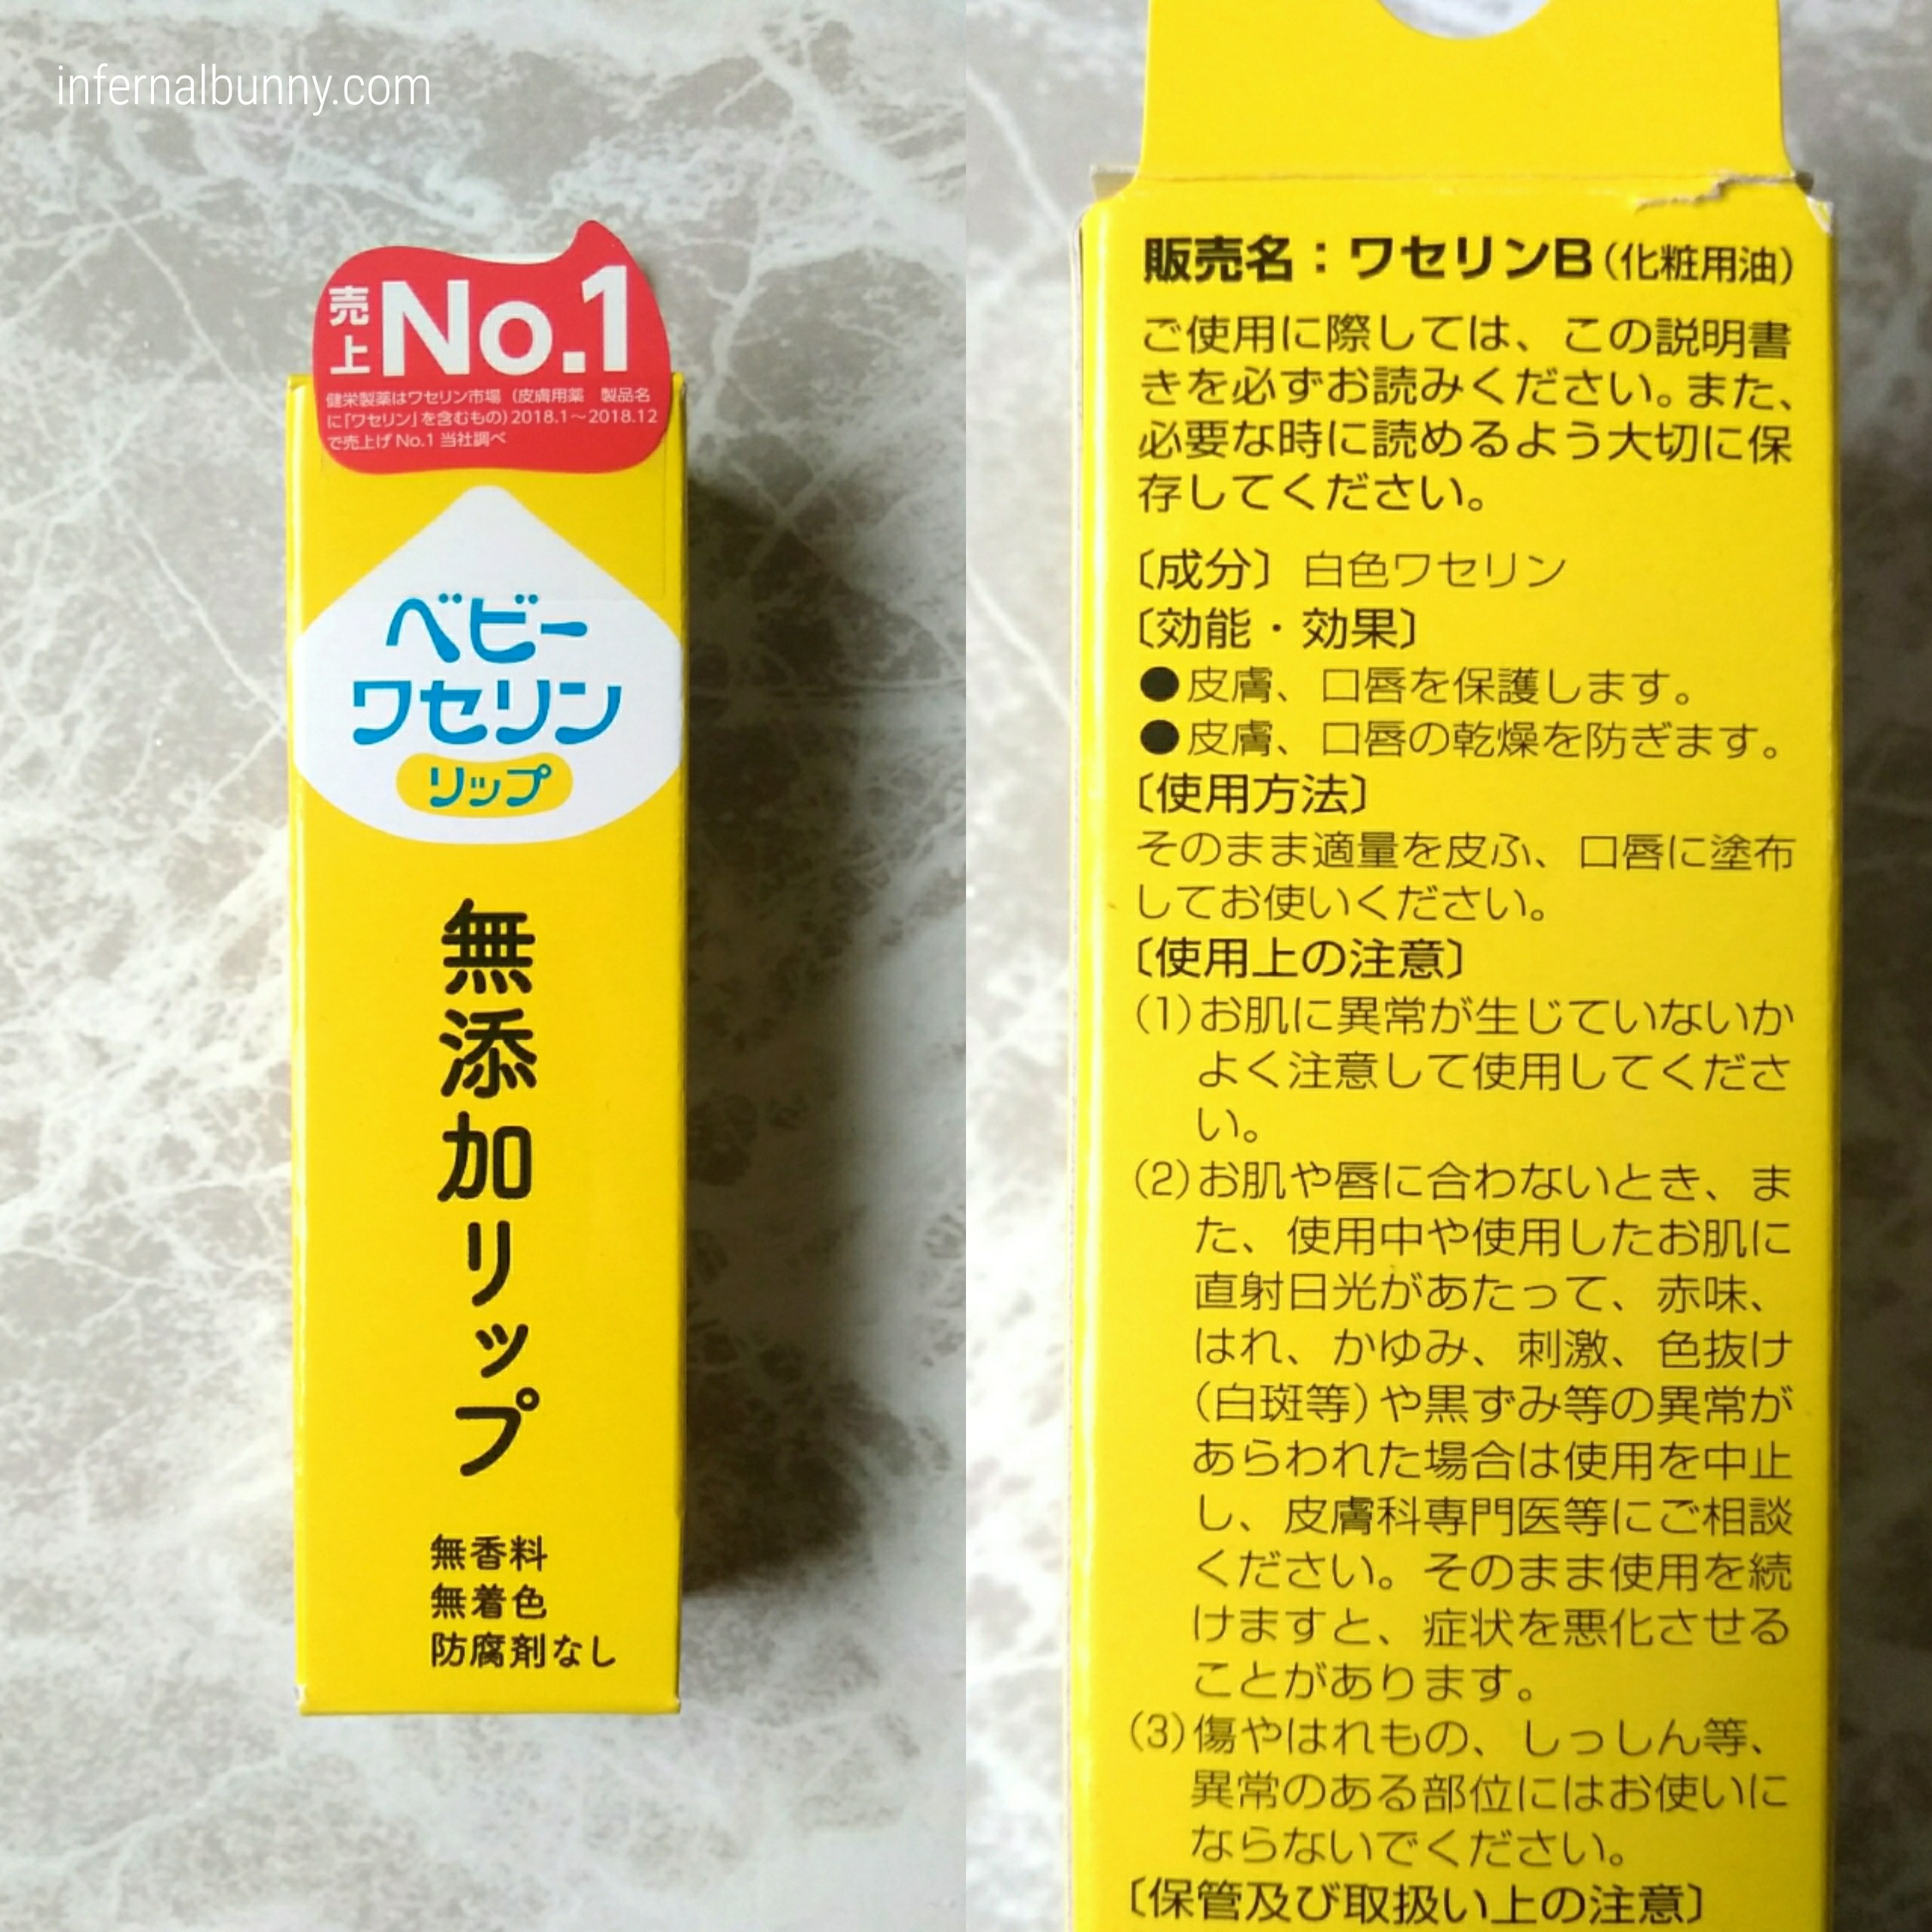 infernalbunny.com
売上 No.1
健栄製薬はワセリン市場（皮膚用薬　製品名
に「ワセリン」を含むもの）2018.1〜2018.12
で売上げNo.1 当社調べ
ベビー
ワセリン
リップ
無添加リップ
無香料
無着色
防腐剤なし
販売名：ワセリンB（化粧用油）
ご使用に際しては、この説明書
きを必ずお読みください。また、
必要な時に読めるよう大切に保
存してください。
〔成分〕白色ワセリン
〔効能・効果〕
●皮膚、口唇を保護します。
●皮膚、口唇の乾燥を防ぎます。
〔使用方法〕
そのまま適量を皮ふ、口唇に塗布
してお使いください。
〔使用上の注意〕
（1）お肌に異常が生じていないか
よく注意して使用してくださ
い。
（2）お肌や唇に合わないとき、ま
た、使用中や使用したお肌に
直射日光があたって、赤味、
はれ、かゆみ、刺激、色抜け
（白斑等）や黒ずみ等の異常が
あらわれた場合は使用を中止
し、皮膚科専門医等にご相談
ください。そのまま使用を続
けますと、症状を悪化させる
ことがあります。
（3）傷やはれもの、しっしん等、
異常のある部位にはお使いに
ならないでください。
〔保管及び取扱い上の注意〕